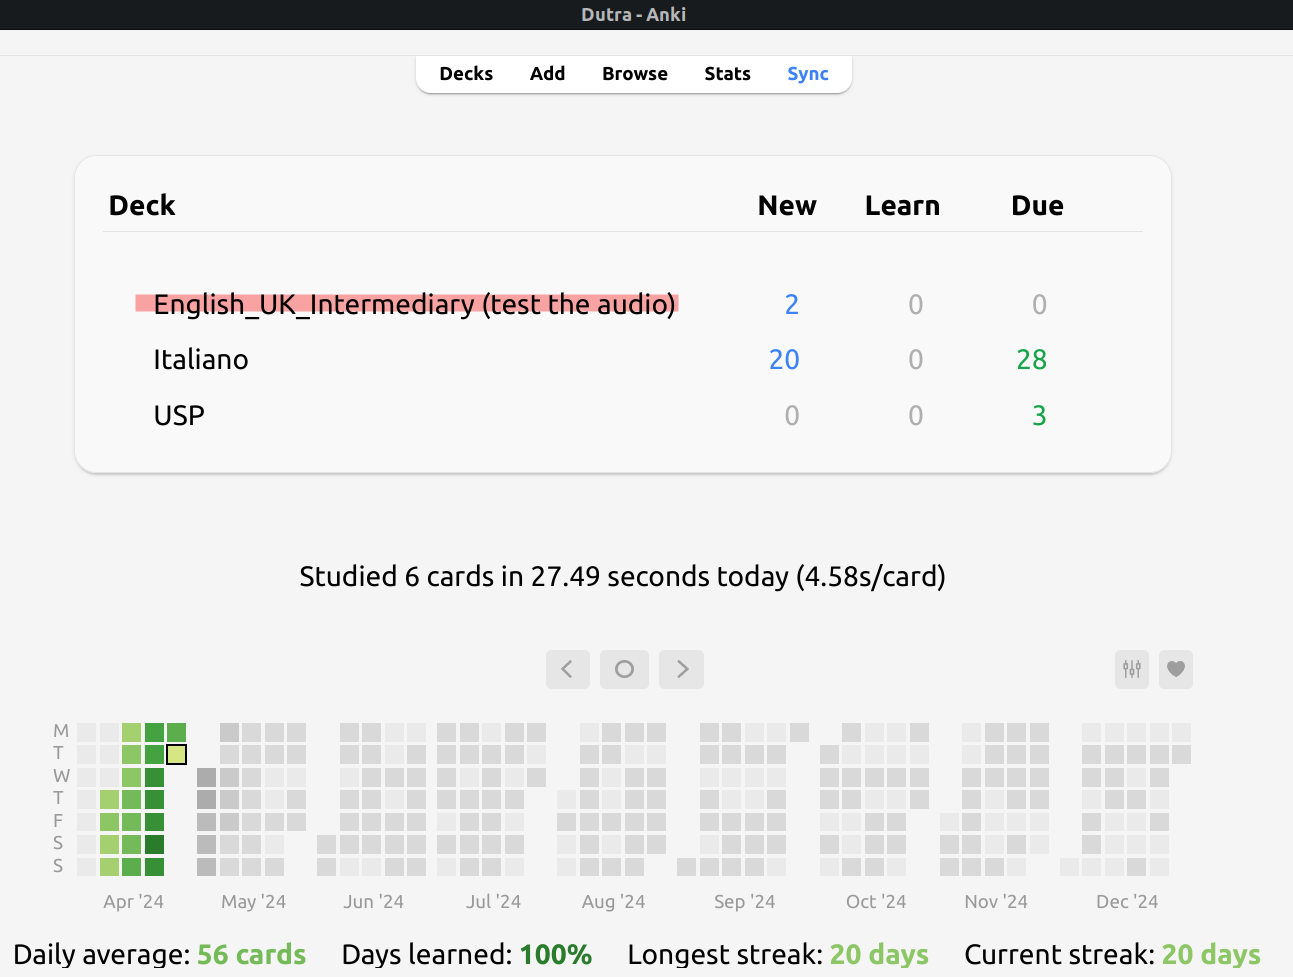 Dutra - Anki
Decks Add Browse Stats Sync
Deck New Learn Due
English_UK_Intermediary (test the audio) 2 0 0
Italiano 20 0 28
USP 0 0 3
Studied 6 cards in 27.49 seconds today (4.58s/card)
M
T
W
T
F
S
S
Apr '24 May '24 Jun '24 Jul '24 Aug '24 Sep '24 Oct '24 Nov '24 Dec '24
Daily average: 56 cards Days learned: 100% Longest streak: 20 days Current streak: 20 days